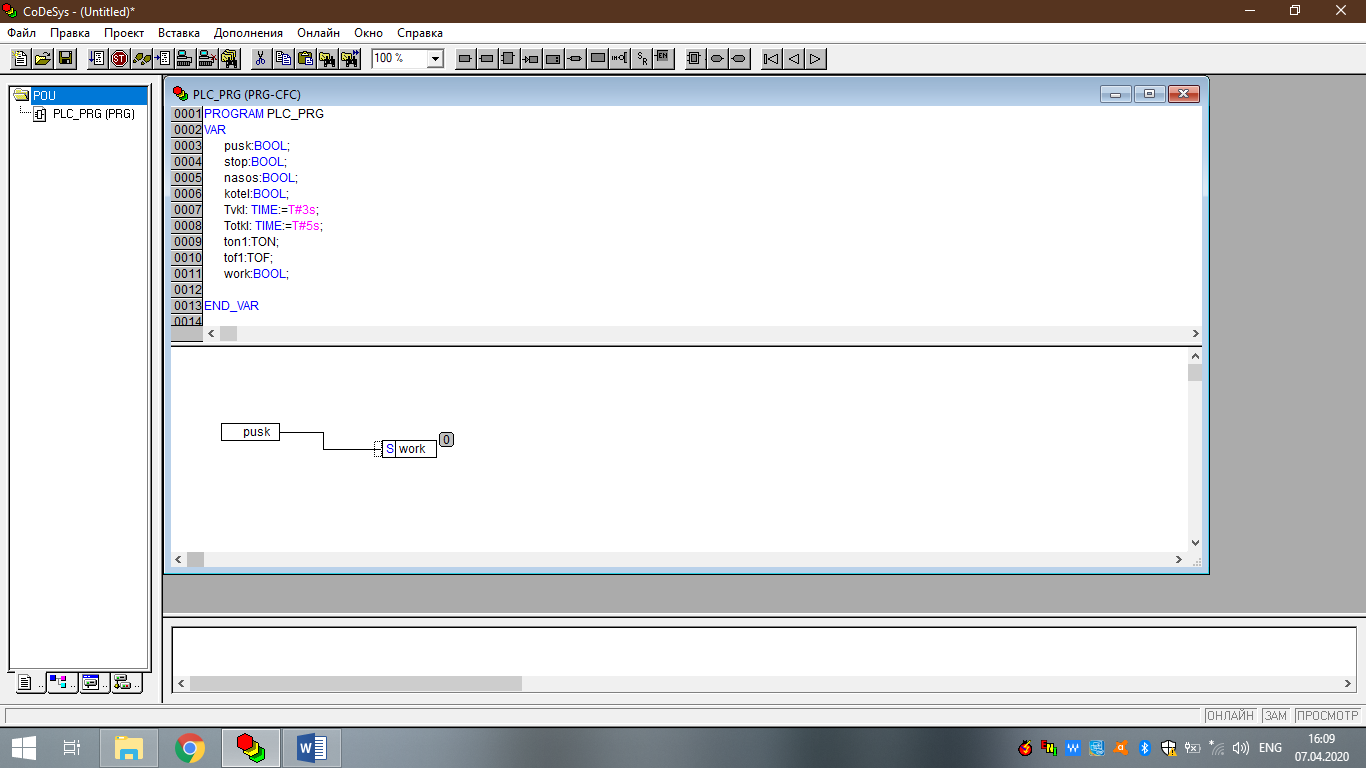 CoDeSys - (Untitled)*
Файл Правка Проект Вставка Дополнения Онлайн Окно Справка
100 %
POU
PLC_PRG (PRG)
PLC_PRG (PRG-CFC)
0001 PROGRAM PLC_PRG
0002 VAR
0003 pusk:BOOL;
0004 stop:BOOL;
0005 nasos:BOOL;
0006 kotel:BOOL;
0007 Tvkl: TIME:=T#3s;
0008 Totkl: TIME:=T#5s;
0009 ton1:TON;
0010 tof1:TOF;
0011 work:BOOL;
0012
0013 END_VAR
0014
pusk
S work
0
ОНЛАЙН ЗАМ ПРОСМОТР
ENG
16:09
07.04.2020